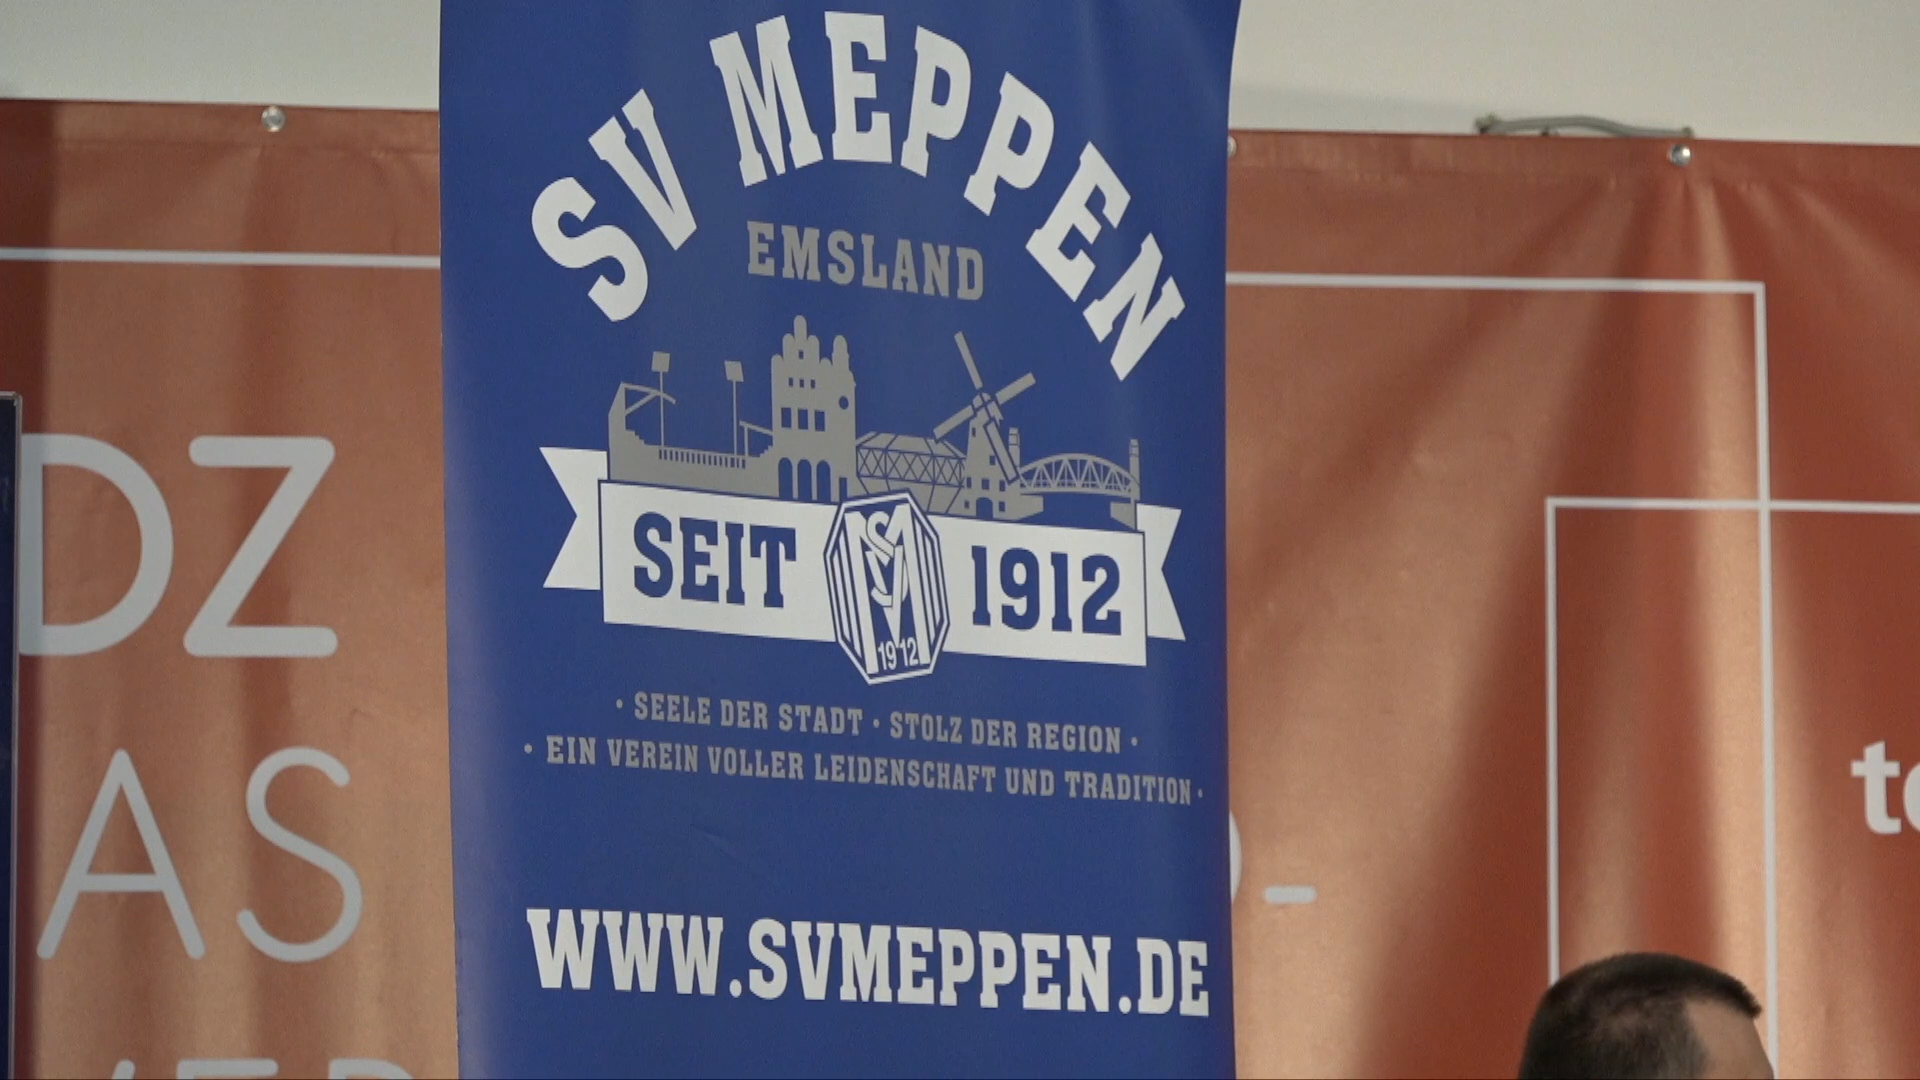 SV MEPPEN
EMSLAND
SEIT 1912
SVM
1912
· SEELE DER STADT · STOLZ DER REGION ·
· EIN VEREIN VOLLER LEIDENSCHAFT UND TRADITION ·
WWW.SVMEPPEN.DE
DZ
AS